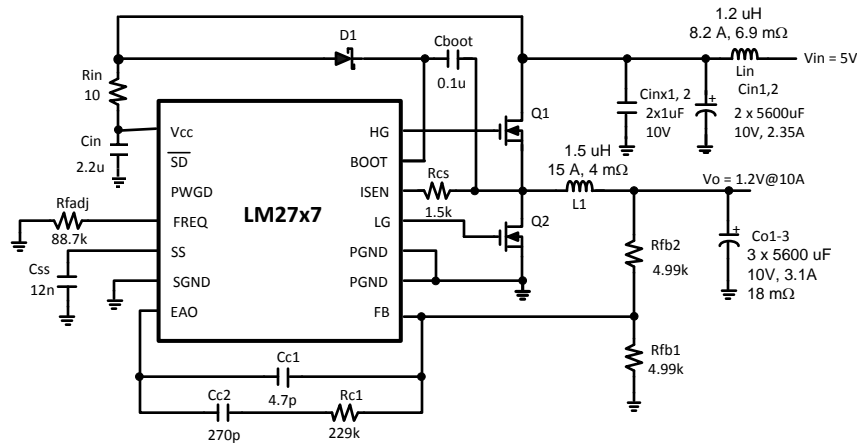 D1
Cboot
0.1u
1.2 uH
8.2 A, 6.9 mΩ
Lin
Vin = 5V
Rin
10
Cinx1, 2
2x1uF
10V
Cin1,2
+
2 x 5600uF
10V, 2.35A
Cin
2.2u
Vcc
SD
PWGD
FREQ
SS
SGND
EAO
LM27x7
HG
BOOT
ISEN
LG
PGND
PGND
FB
Q1
Rcs
1.5k
1.5 uH
15 A, 4 mΩ
L1
Vo = 1.2V@10A
Q2
Rfadj
88.7k
Css
12n
Rfb2
4.99k
+
Co1-3
3 x 5600 uF
10V, 3.1A
18 mΩ
Rfb1
4.99k
Cc1
4.7p
Cc2
270p
Rc1
229k